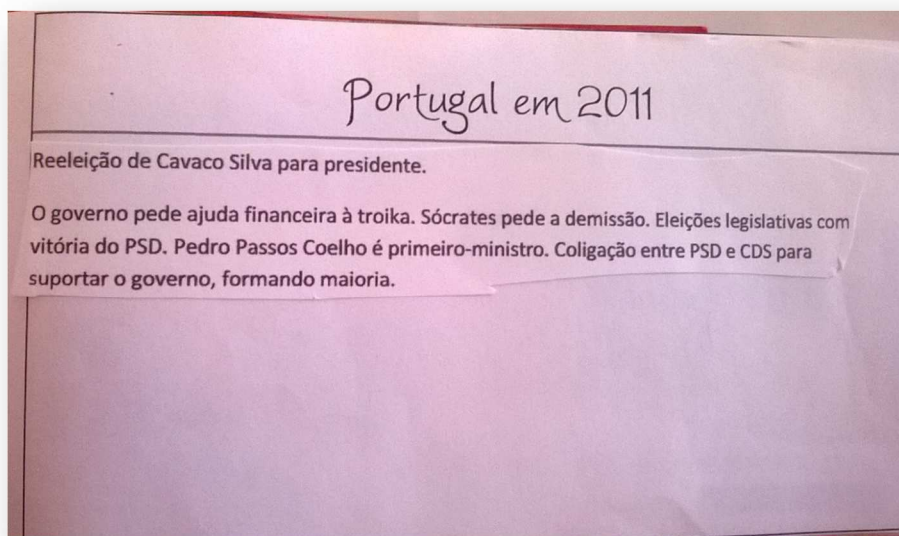 Portugal em 2011
Reeleição de Cavaco Silva para presidente.
O governo pede ajuda financeira à troika. Sócrates pede a demissão. Eleições legislativas com
vitória do PSD. Pedro Passos Coelho é primeiro-ministro. Coligação entre PSD e CDS para
suportar o governo, formando maioria.